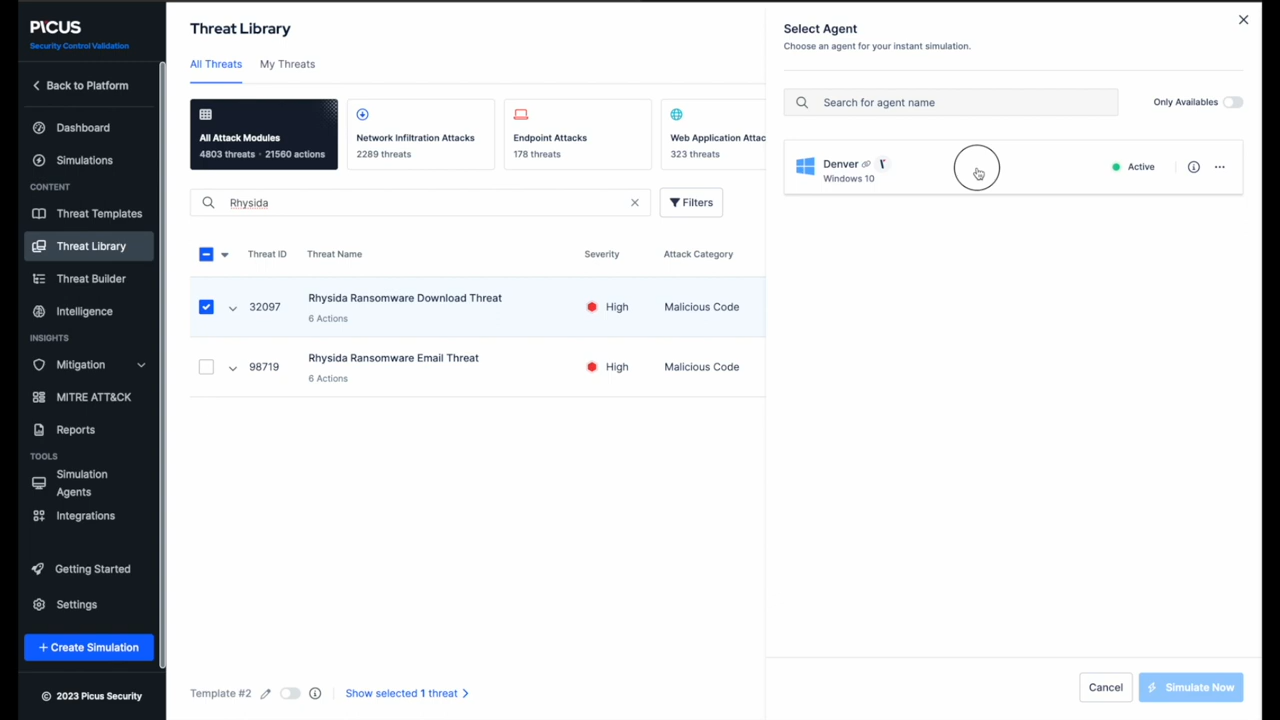 PICUS
Security Control Validation
Back to Platform
Dashboard
Simulations
CONTENT
Threat Templates
Threat Library
Threat Builder
Intelligence
INSIGHTS
Mitigation
MITRE ATT&CK
Reports
TOOLS
Simulation
Agents
Integrations
Getting Started
Settings
+ Create Simulation
© 2023 Picus Security
Threat Library
All Threats
My Threats
All Attack Modules
4803 threats · 21560 actions
Network Infiltration Attacks
2289 threats
Endpoint Attacks
178 threats
Web Application Attac
323 threats
Rhysida
Filters
Threat ID Threat Name Severity Attack Category
32097 Rhysida Ransomware Download Threat High Malicious Code
6 Actions
98719 Rhysida Ransomware Email Threat High Malicious Code
6 Actions
Template #2
Show selected 1 threat
Select Agent
Choose an agent for your instant simulation.
Search for agent name
Only Availables
Denver
Windows 10
Active
Cancel
Simulate Now